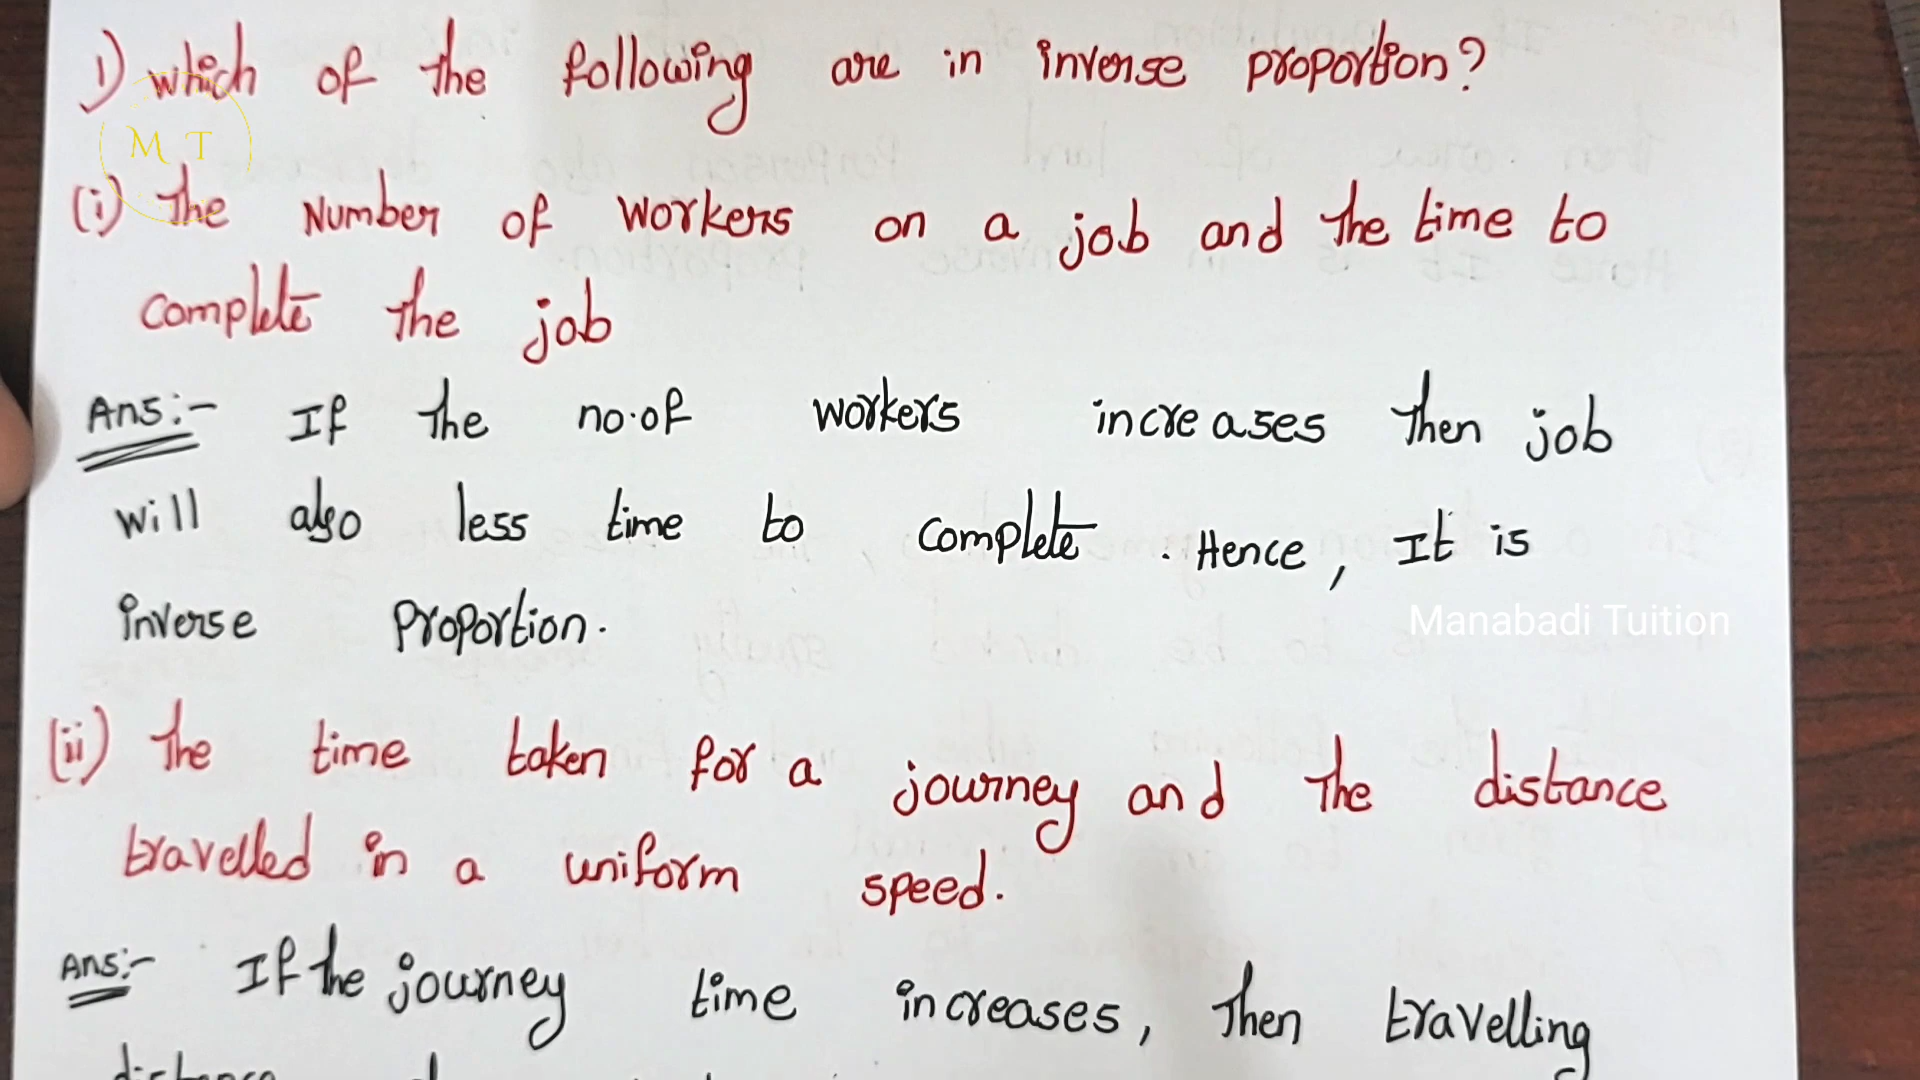 1) which of the following are in inverse proportion?
M T
(i) The Number of workers on a job and the time to
complete the job
Ans:- If the no.of workers increases then job
will also less time to complete. Hence, It is
inverse proportion.
Manabadi Tuition
(ii) The time taken for a journey and the distance
travelled in a uniform speed.
Ans:- If the journey time increases, Then travelling
distance